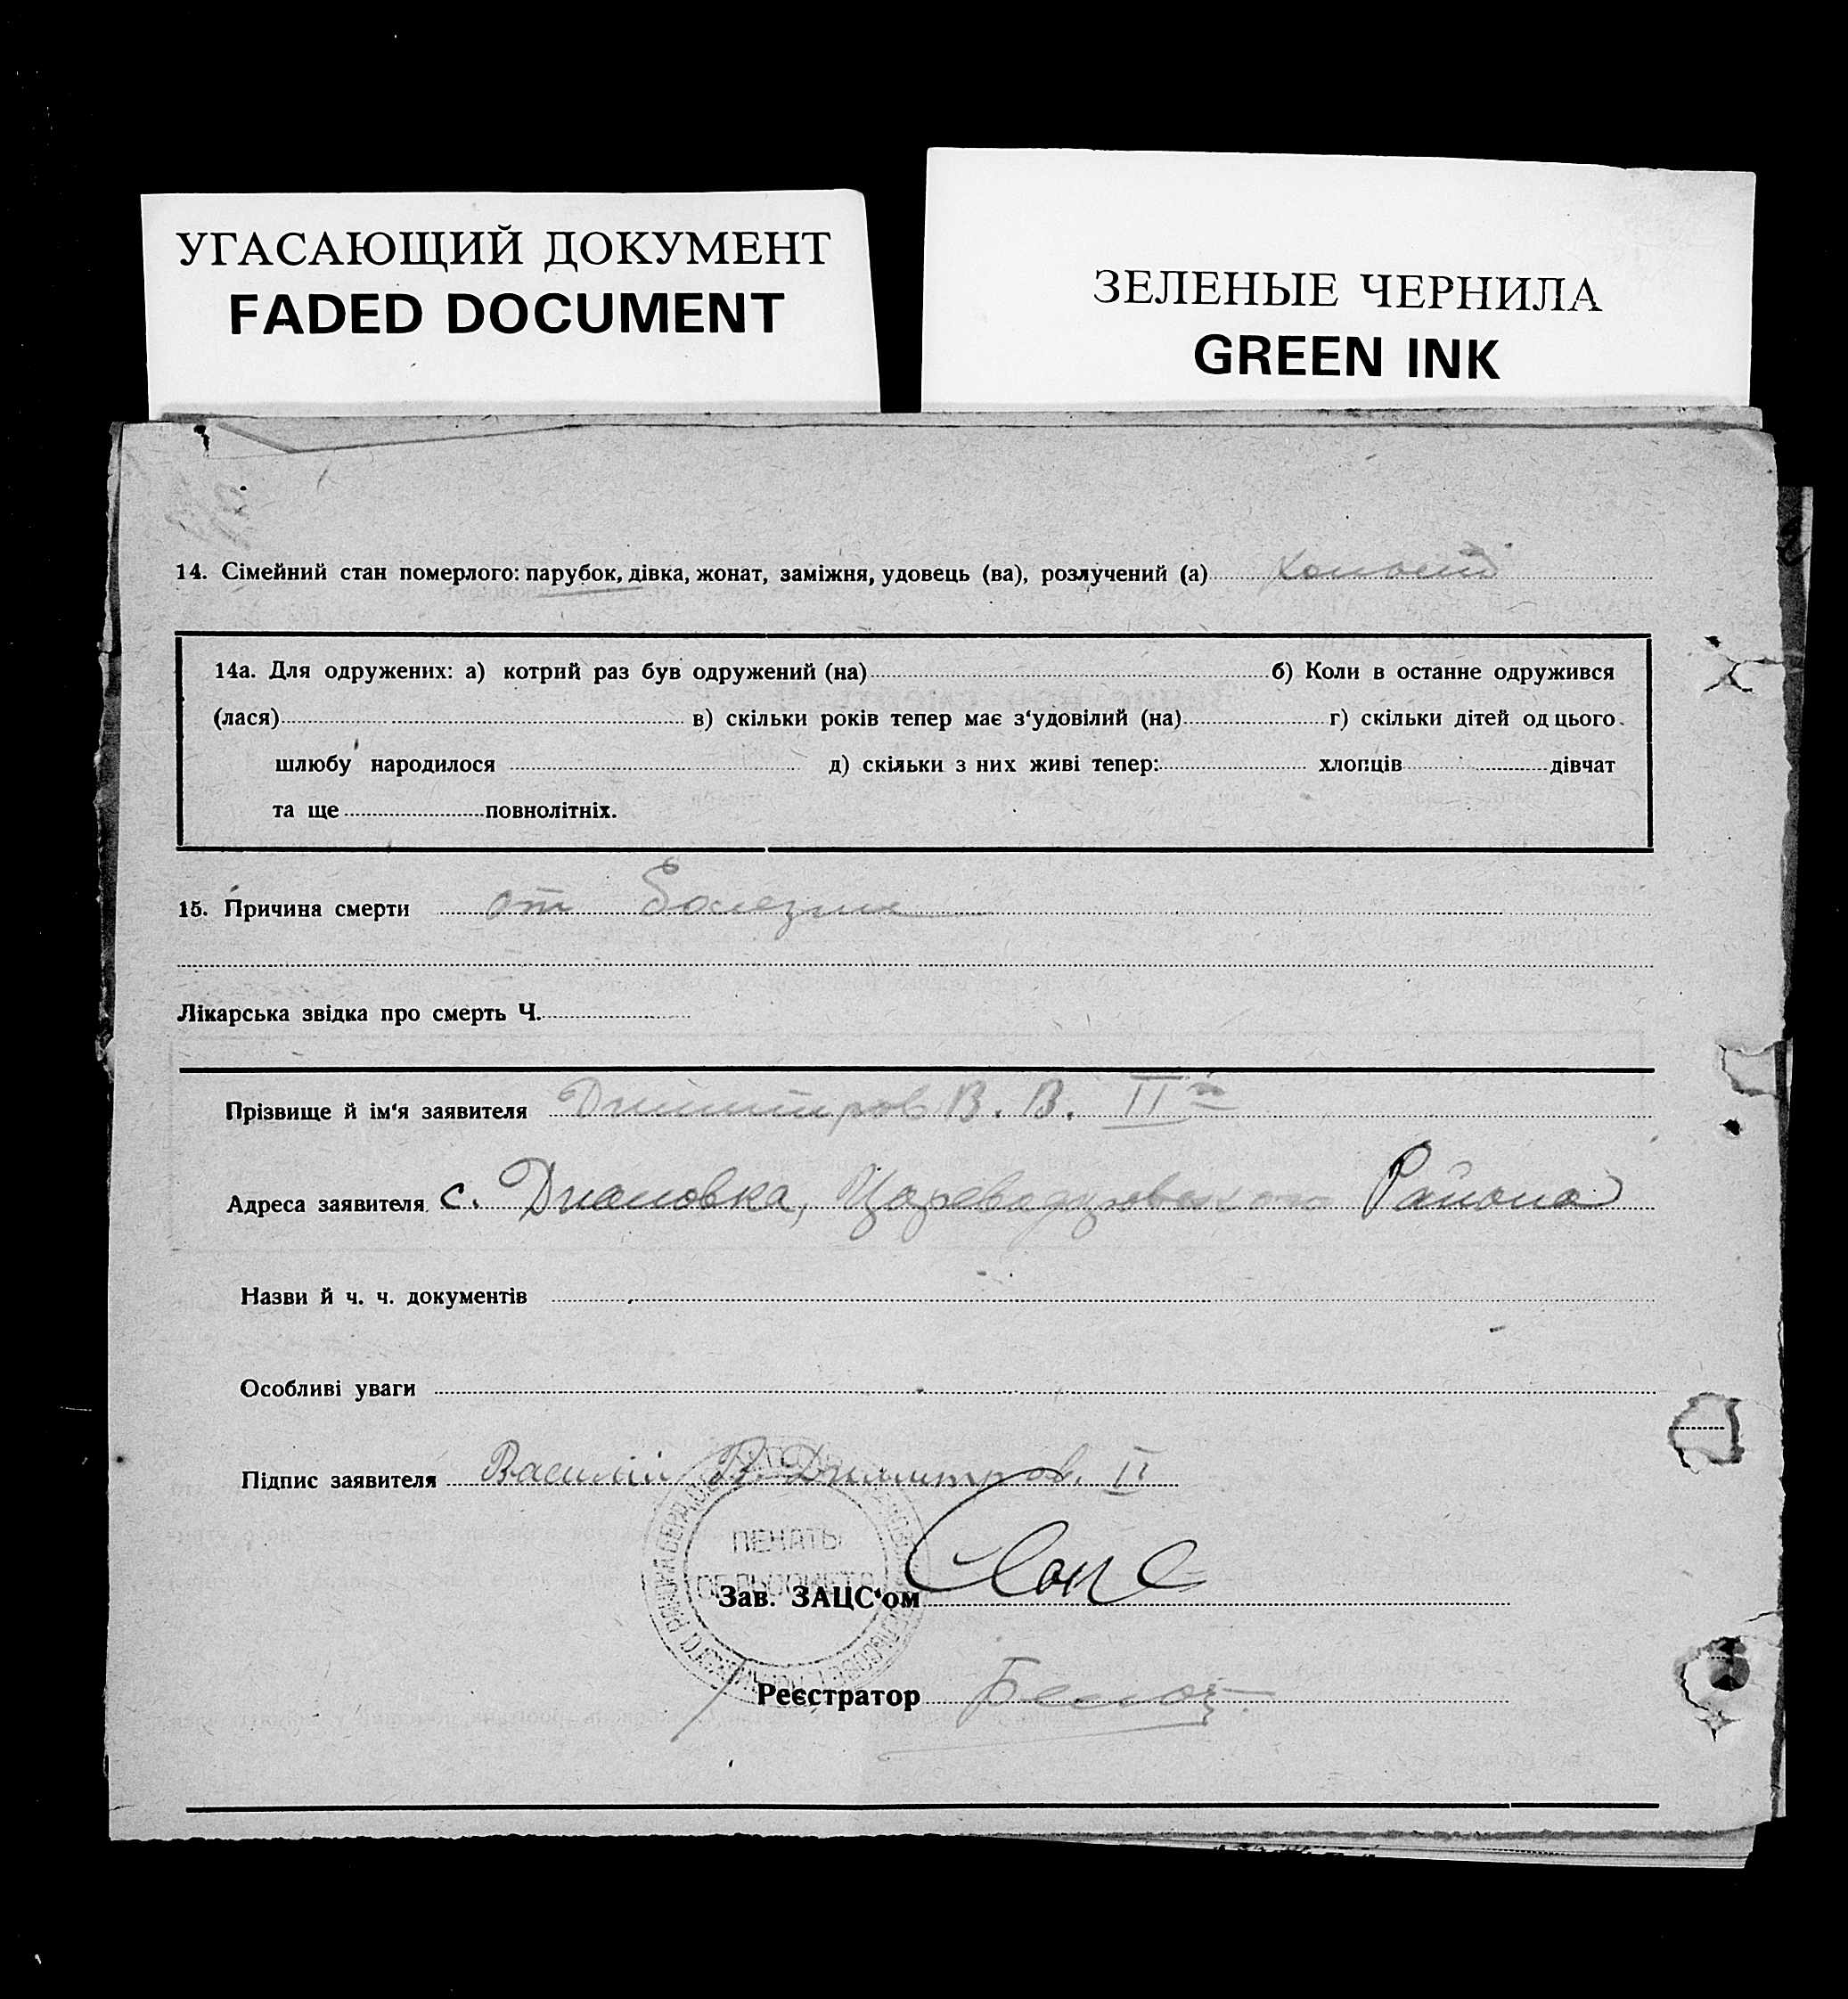 УГАСАЮЩИЙ ДОКУМЕНТ
FADED DOCUMENT
ЗЕЛЕНЫЕ ЧЕРНИЛА
GREEN INK
14. Сімейний стан померлого: парубок, дівка, жонат, заміжня, удовець (ва), розлучений (а)
14а. Для одружених: а) котрий раз був одружений (на) б) Коли в останнє одружився
(лася) в) скільки років тепер має з‘удовілий (на) г) скільки дітей од цього
шлюбу народилося д) скільки з них живі тепер: хлопців дівчат
та ще повнолітніх.
15. Причина смерти от Болезни
Лікарська звідка про смерть Ч.
Прізвище й ім‘я заявителя Димитров В. В. II й
Адреса заявителя с. Диановка, Района
Назви й ч. ч. документів
Особливі уваги
Підпис заявителя Василий В. Димитров. II
ПЕЧАТЬ
Зав. ЗАЦС‘ом
Реєстратор